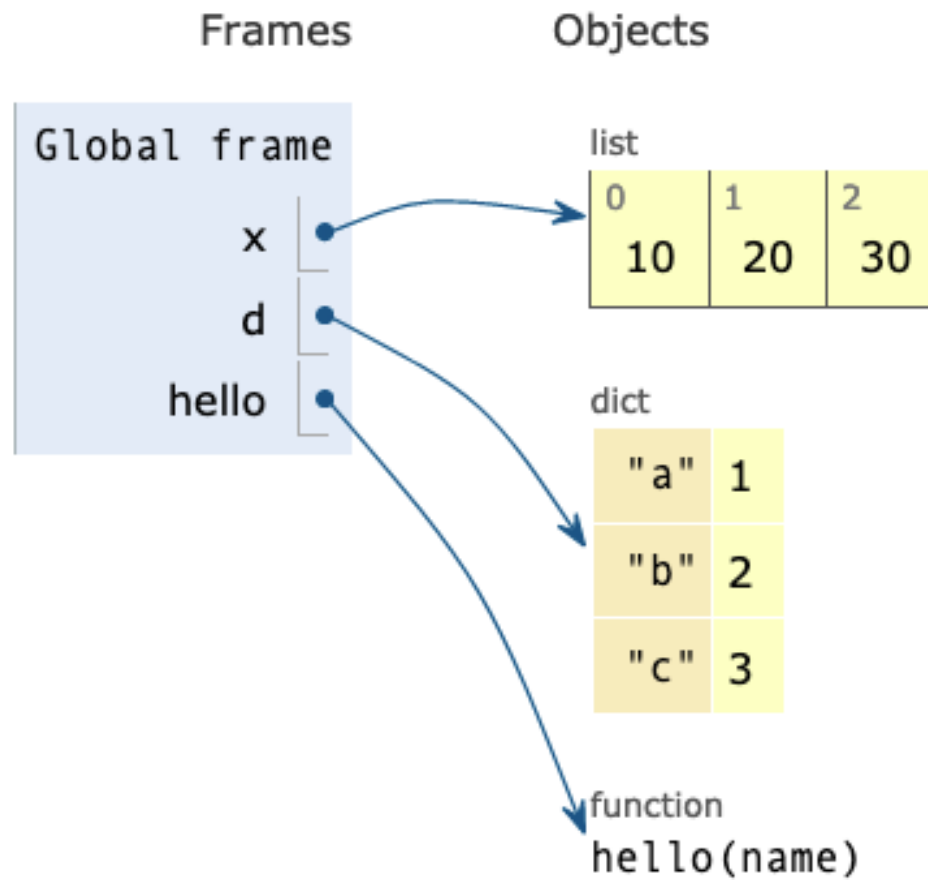 Frames Objects
Global frame
x
d
hello
list
0 1 2
10 20 30
dict
"a" 1
"b" 2
"c" 3
function
hello(name)